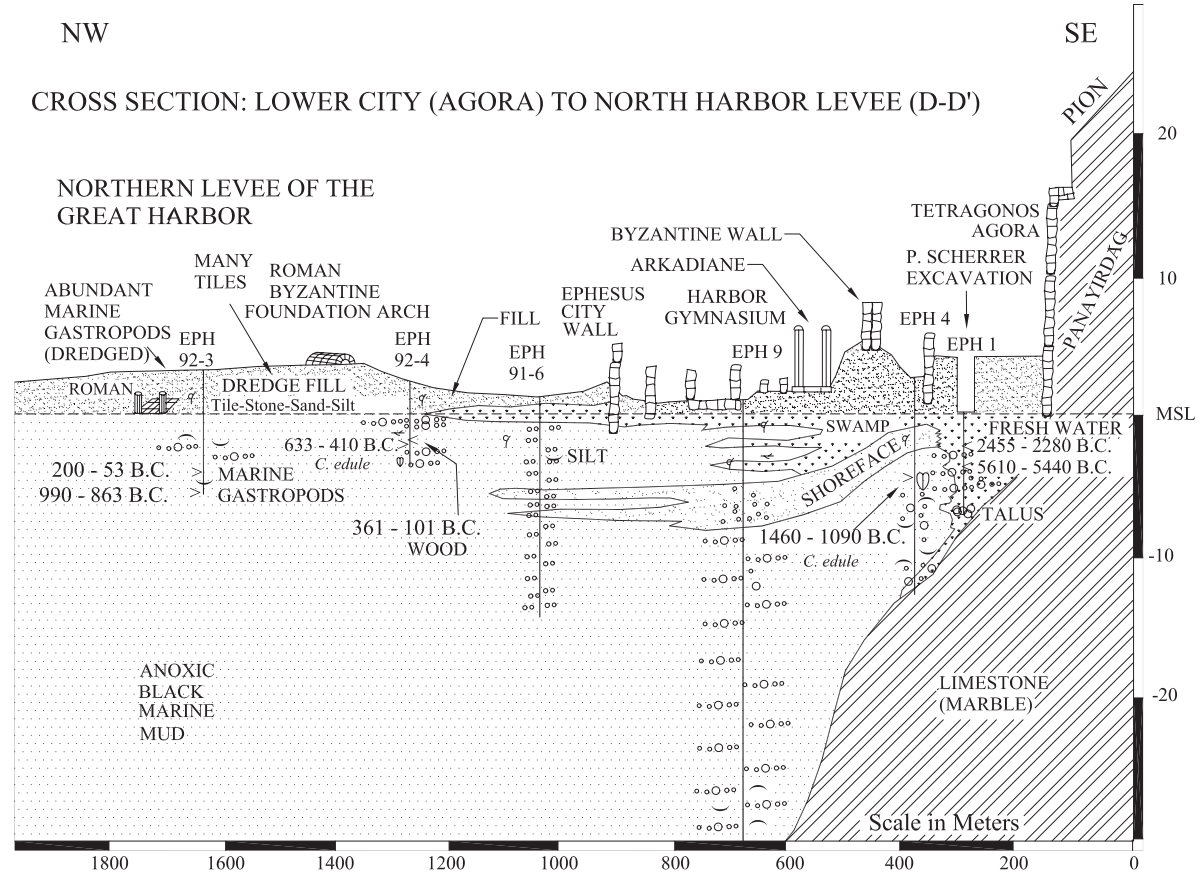 NW
SE
CROSS SECTION: LOWER CITY (AGORA) TO NORTH HARBOR LEVEE (D-D')
PION
20
NORTHERN LEVEE OF THE
GREAT HARBOR
TETRAGONOS
AGORA
BYZANTINE WALL
PANAYIRDAG
P. SCHERRER
EXCAVATION
MANY
TILES
ROMAN
BYZANTINE
FOUNDATION ARCH
ARKADIANE
10
ABUNDANT
MARINE
GASTROPODS
(DREDGED)
EPHESUS
CITY
WALL
HARBOR
GYMNASIUM
FILL
EPH 4
EPH
92-3
EPH
92-4
EPH
91-6
EPH 9
EPH 1
ROMAN
DREDGE FILL
Tile-Stone-Sand-Silt
MSL
SWAMP
FRESH WATER
2455 - 2280 B.C.
5610 - 5440 B.C.
633 - 410 B.C.
C. edule
SILT
SHOREFACE
200 - 53 B.C.
990 - 863 B.C.
MARINE
GASTROPODS
361 - 101 B.C.
WOOD
1460 - 1090 B.C.
C. edule
TALUS
-10
ANOXIC
BLACK
MARINE
MUD
LIMESTONE
(MARBLE)
-20
Scale in Meters
1800 1600 1400 1200 1000 800 600 400 200 0